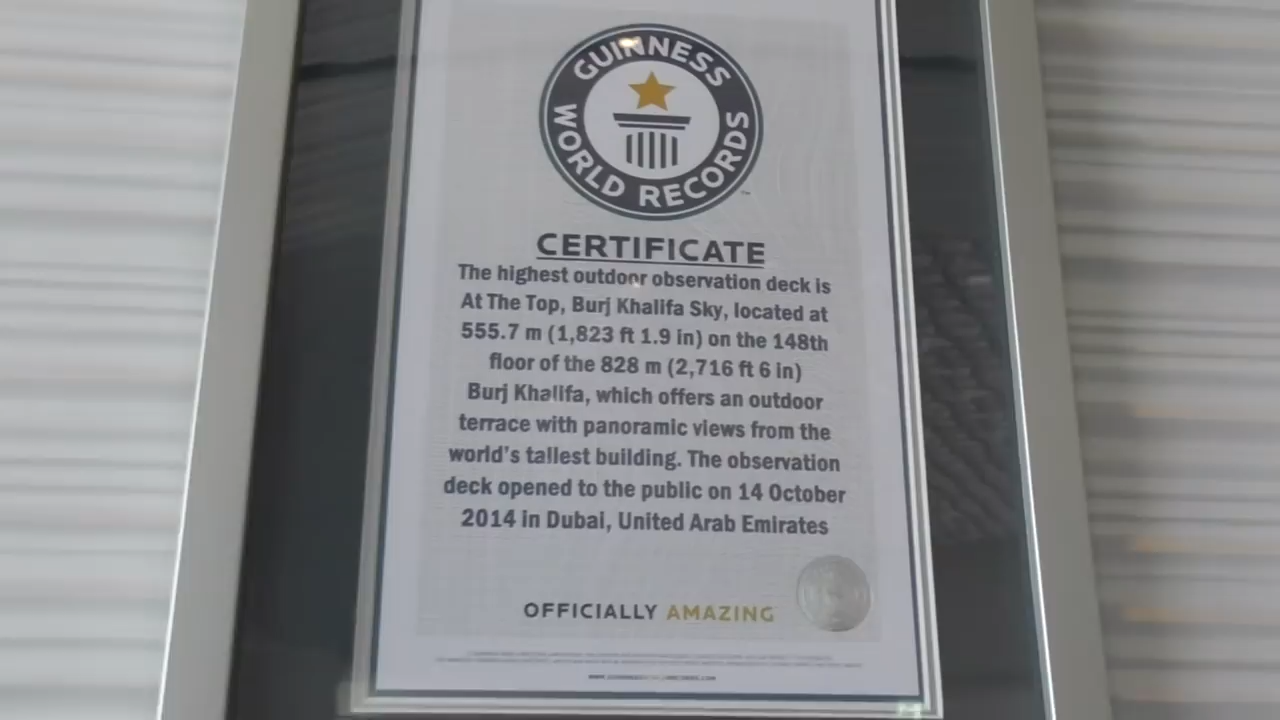 GUINNESS
WORLD RECORDS
CERTIFICATE
The highest outdoor observation deck is
At The Top, Burj Khalifa Sky, located at
555.7 m (1,823 ft 1.9 in) on the 148th
floor of the 828 m (2,716 ft 6 in)
Burj Khalifa, which offers an outdoor
terrace with panoramic views from the
world's tallest building. The observation
deck opened to the public on 14 October
2014 in Dubai, United Arab Emirates
OFFICIALLY AMAZING